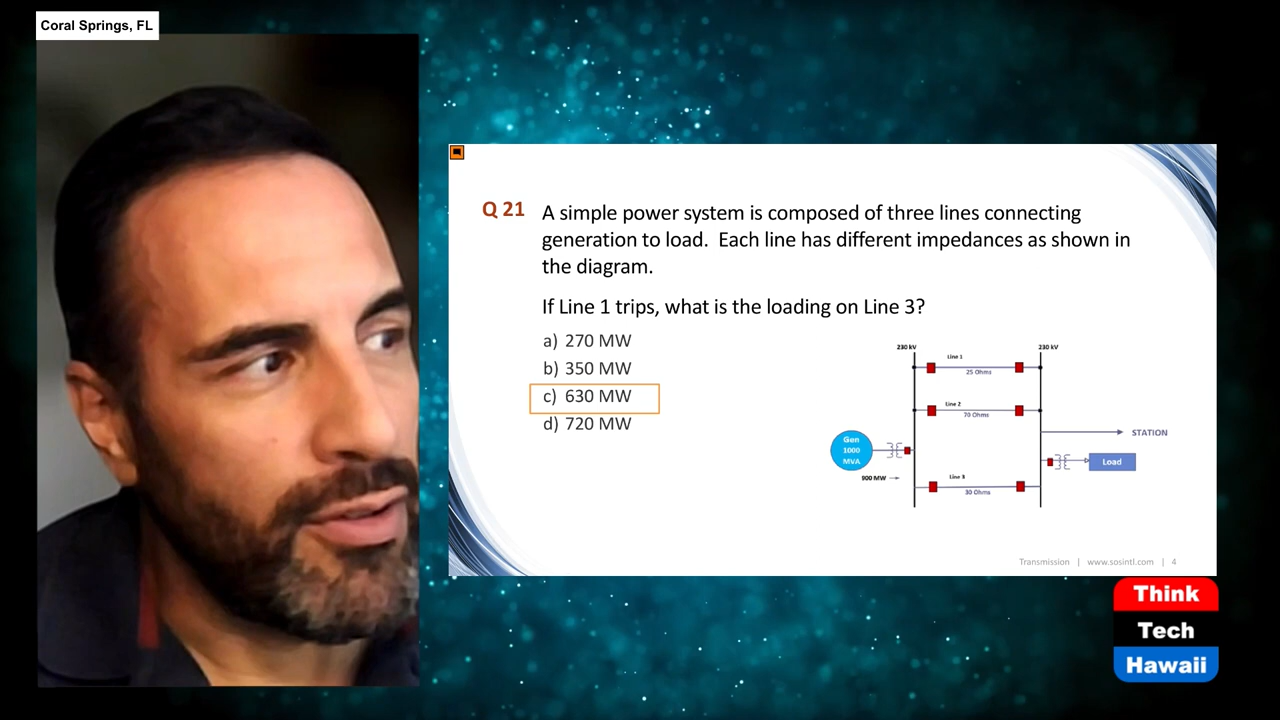 Coral Springs, FL
Q 21
A simple power system is composed of three lines connecting
generation to load. Each line has different impedances as shown in
the diagram.
If Line 1 trips, what is the loading on Line 3?
a) 270 MW
b) 350 MW
c) 630 MW
d) 720 MW
230 kV
230 kV
Line 1
25 Ohms
Line 2
70 Ohms
STATION
Gen
1000
MVA
Load
900 MW
Line 3
30 Ohms
Transmission | www.sosintl.com | 4
Think
Tech
Hawaii